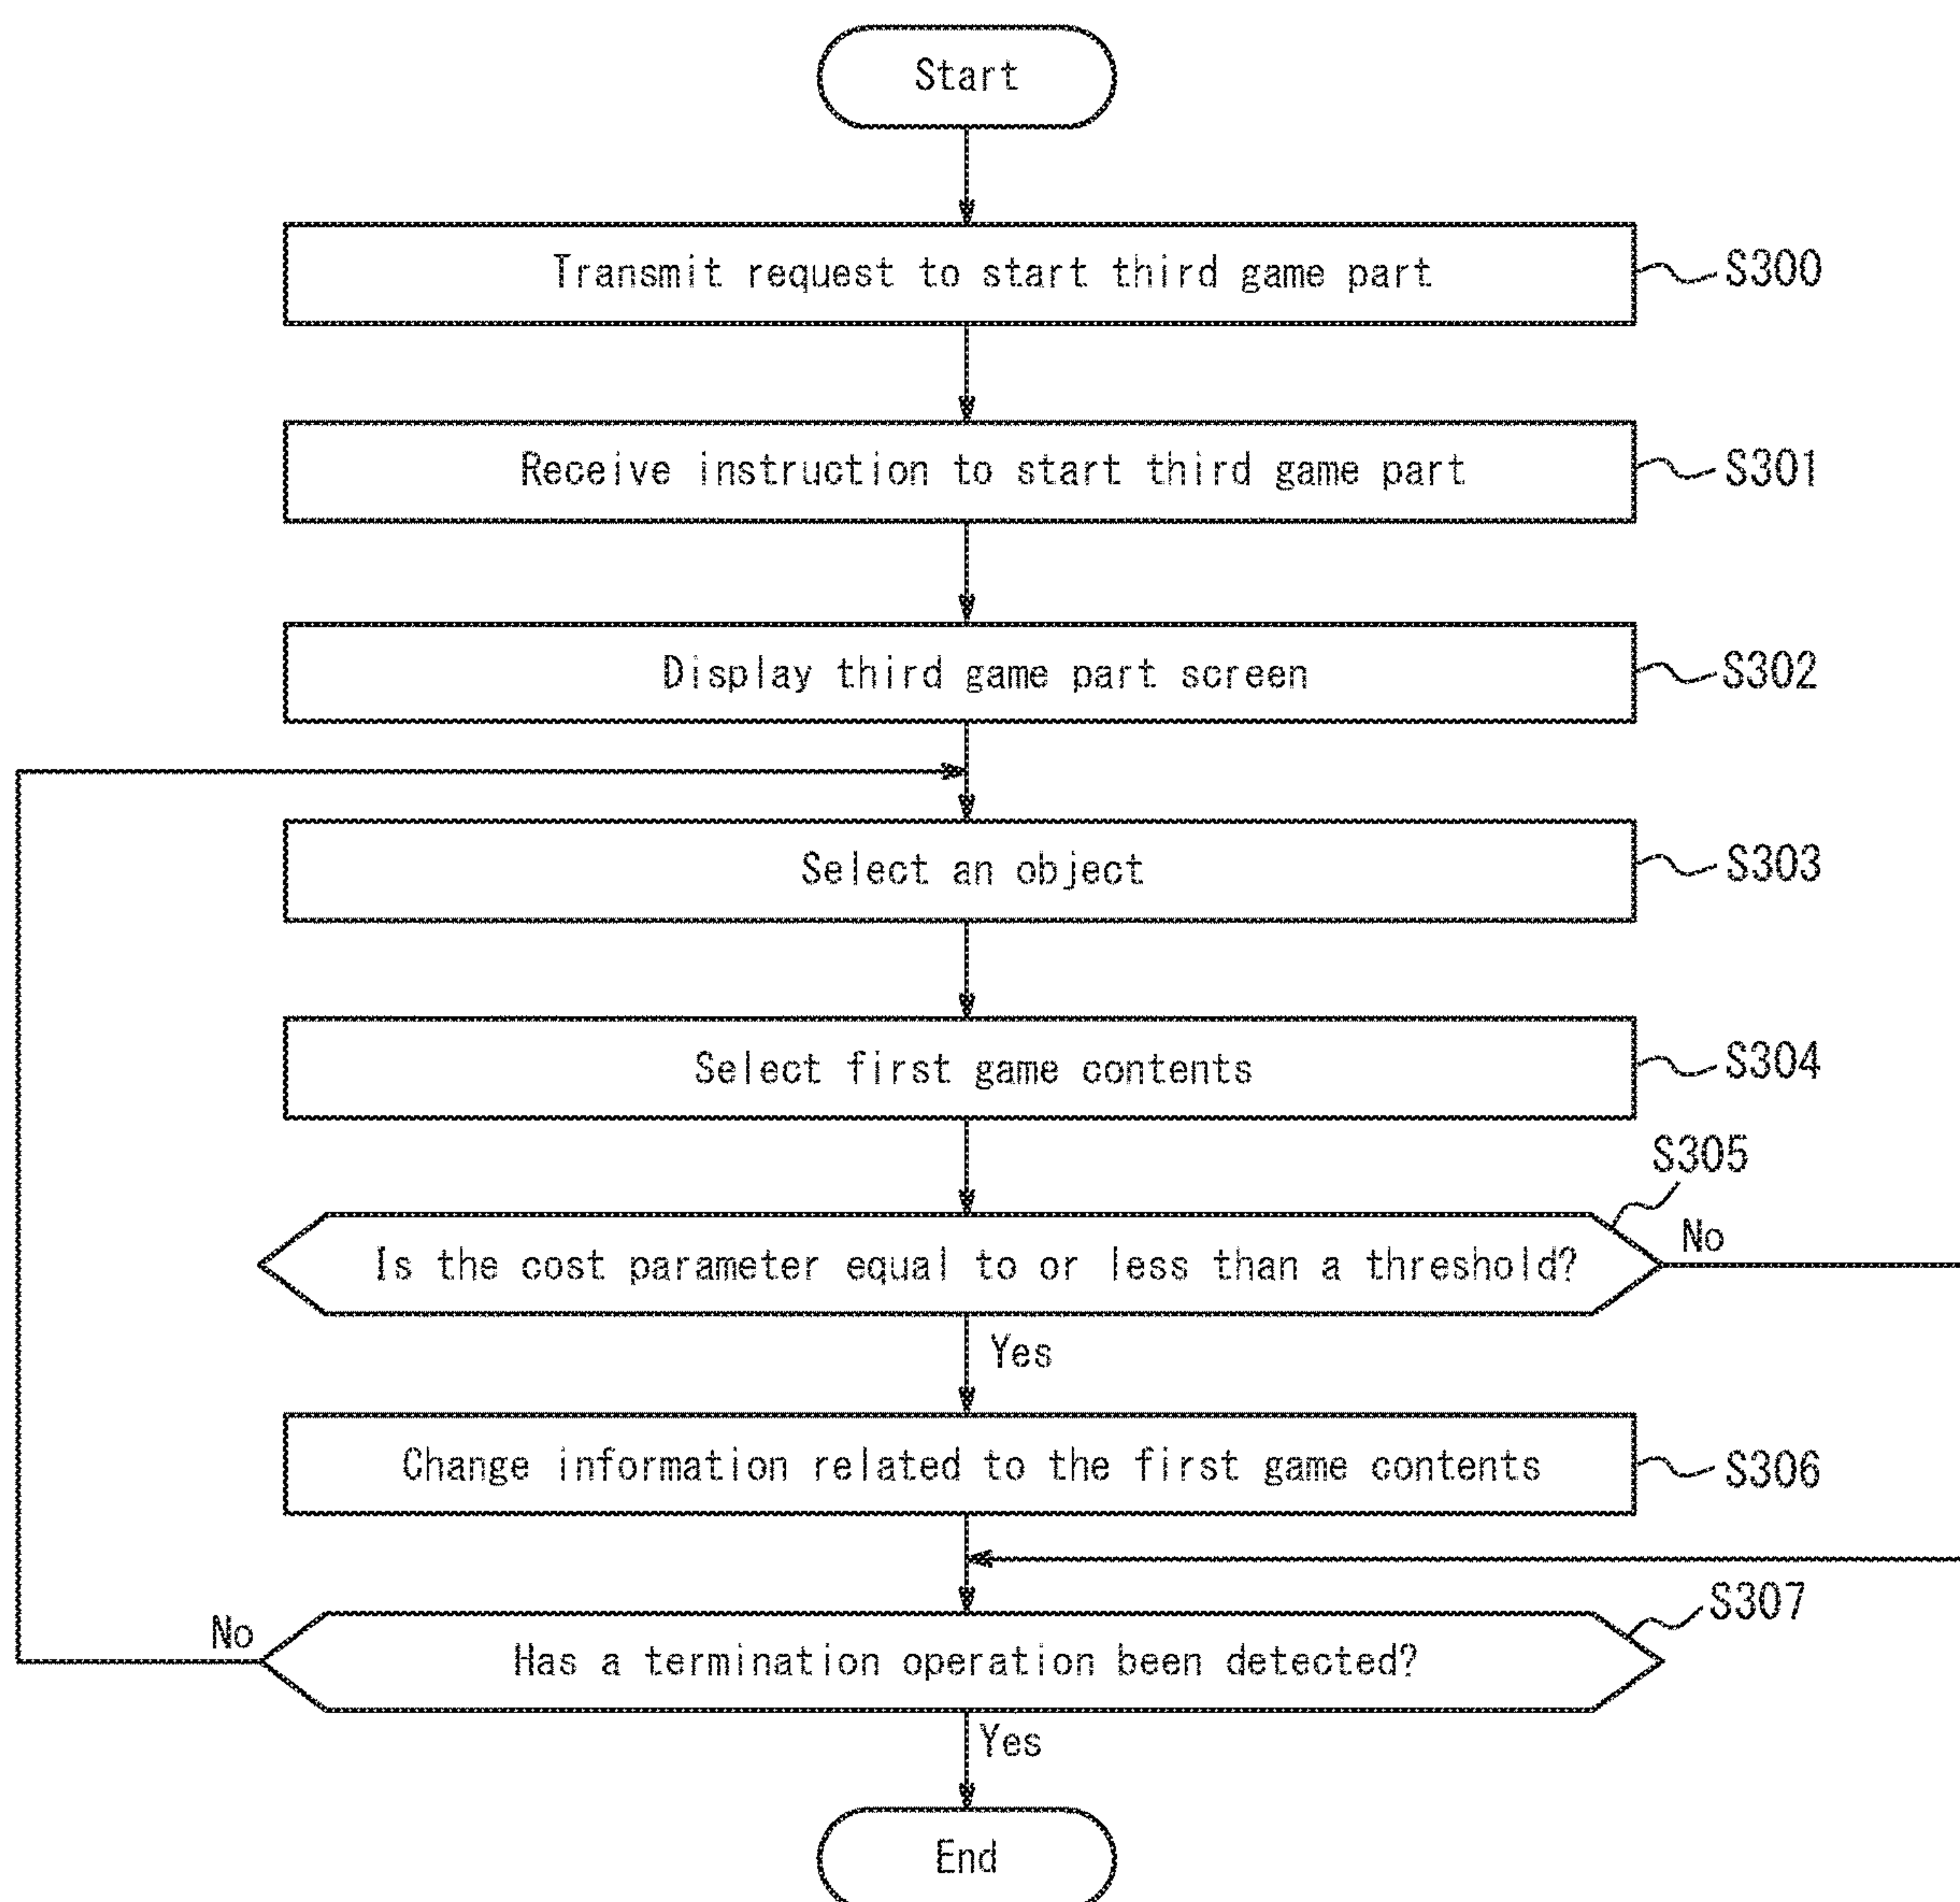 Start
Transmit request to start third game part
S300
Receive instruction to start third game part
S301
Display third game part screen
S302
Select an object
S303
Select first game contents
S304
S305
Is the cost parameter equal to or less than a threshold?
No
Yes
Change information related to the first game contents
S306
S307
No
Has a termination operation been detected?
Yes
End